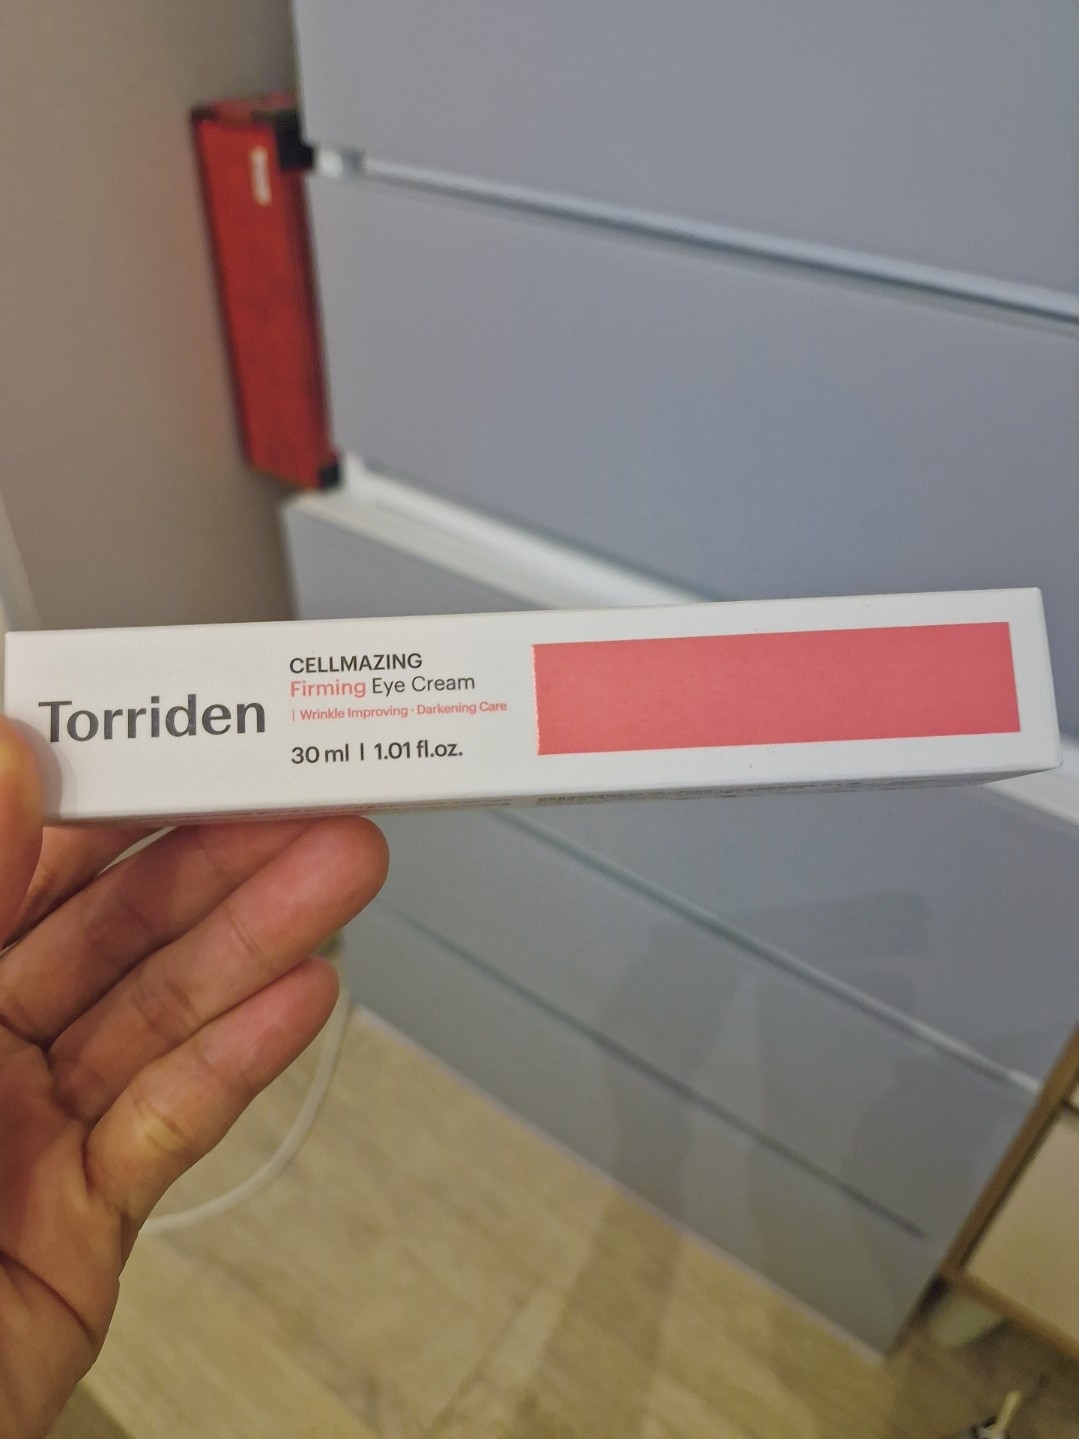 Torriden
CELLMAZING
Firming Eye Cream
| Wrinkle Improving · Darkening Care
30 ml | 1.01 fl.oz.